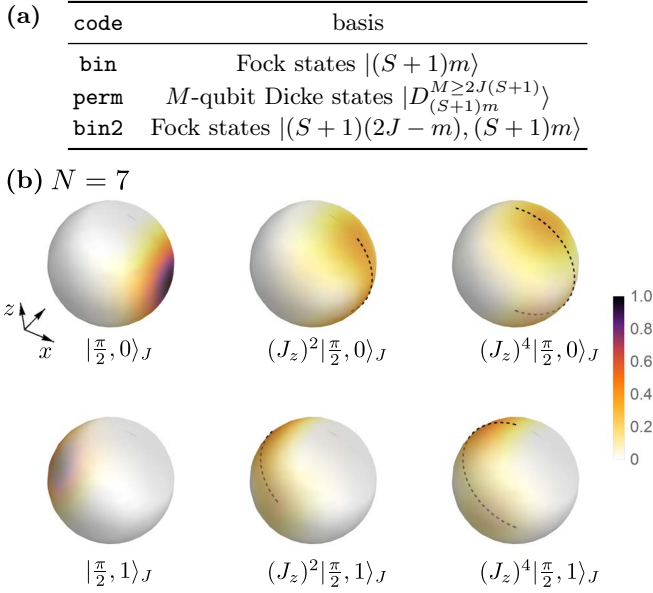 (a)
code basis
bin Fock states |(S + 1)m⟩
perm M-qubit Dicke states |D^{M≥2J(S+1)}_{(S+1)m}⟩
bin2 Fock states |(S + 1)(2J − m), (S + 1)m⟩
(b) N = 7
z
x
|π/2, 0⟩_J (J_z)^2|π/2, 0⟩_J (J_z)^4|π/2, 0⟩_J
1.0
0.8
0.6
0.4
0.2
0
|π/2, 1⟩_J (J_z)^2|π/2, 1⟩_J (J_z)^4|π/2, 1⟩_J